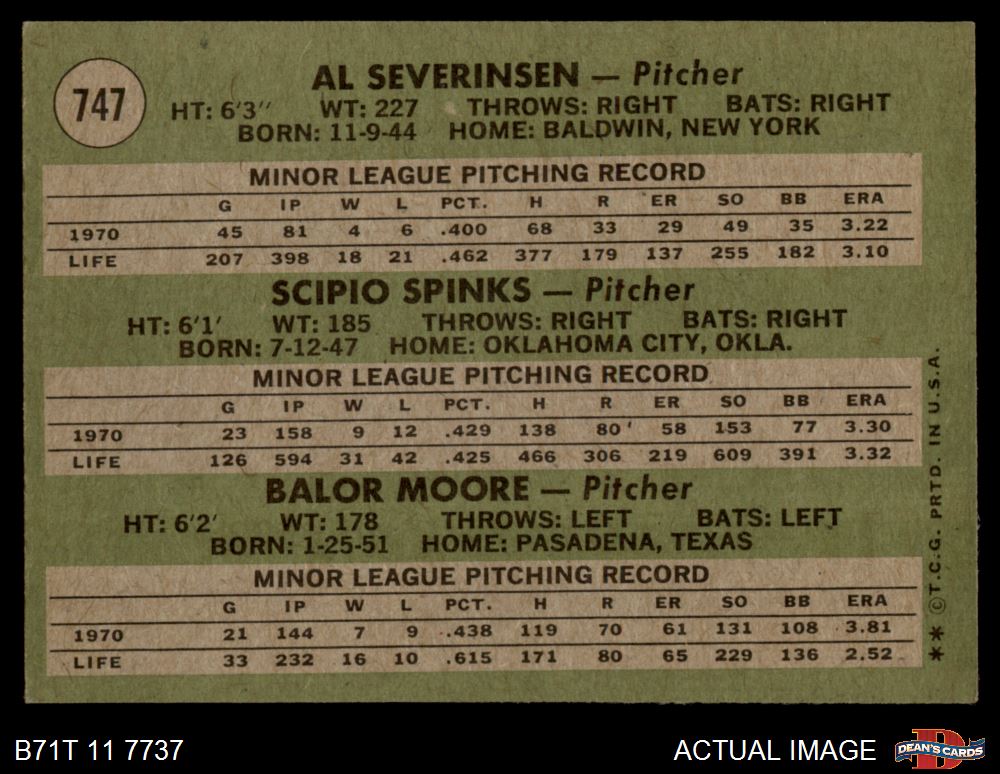 747
AL SEVERINSEN — Pitcher
HT: 6'3" WT: 227 THROWS: RIGHT BATS: RIGHT
BORN: 11-9-44 HOME: BALDWIN, NEW YORK
MINOR LEAGUE PITCHING RECORD
G IP W L PCT. H R ER SO BB ERA
1970 45 81 4 6 .400 68 33 29 49 35 3.22
LIFE 207 398 18 21 .462 377 179 137 255 182 3.10
SCIPIO SPINKS — Pitcher
HT: 6'1' WT: 185 THROWS: RIGHT BATS: RIGHT
BORN: 7-12-47 HOME: OKLAHOMA CITY, OKLA.
MINOR LEAGUE PITCHING RECORD
G IP W L PCT. H R ER SO BB ERA
1970 23 158 9 12 .429 138 80 58 153 77 3.30
LIFE 126 594 31 42 .425 466 306 219 609 391 3.32
BALOR MOORE — Pitcher
HT: 6'2' WT: 178 THROWS: LEFT BATS: LEFT
BORN: 1-25-51 HOME: PASADENA, TEXAS
MINOR LEAGUE PITCHING RECORD
G IP W L PCT. H R ER SO BB ERA
1970 21 144 7 9 .438 119 70 61 131 108 3.81
LIFE 33 232 16 10 .615 171 80 65 229 136 2.52
** ©T.C.G. PRTD. IN U.S.A.
B71T 11 7737
ACTUAL IMAGE
D
DEAN'S CARDS